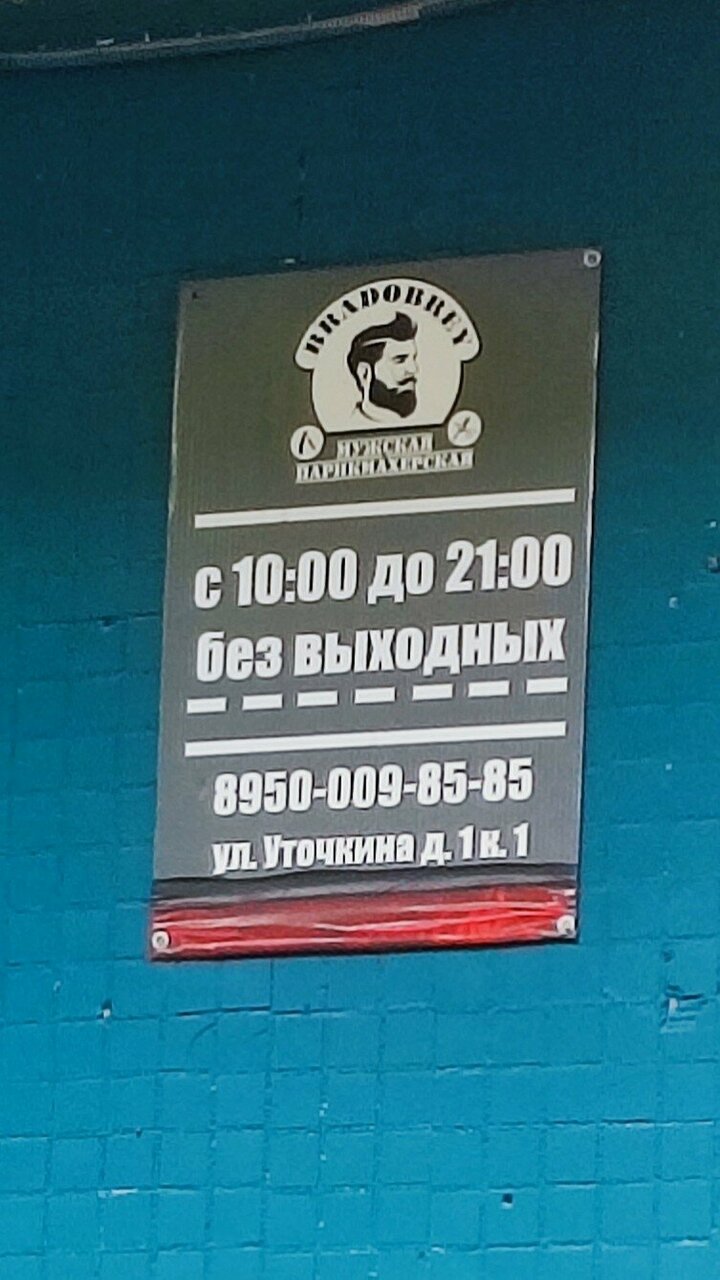 BRADOBREY
МУЖСКАЯ
ПАРИКМАХЕРСКАЯ
с 10:00 до 21:00
без выходных
8950-009-85-85
ул. Уточкина д. 1 к. 1